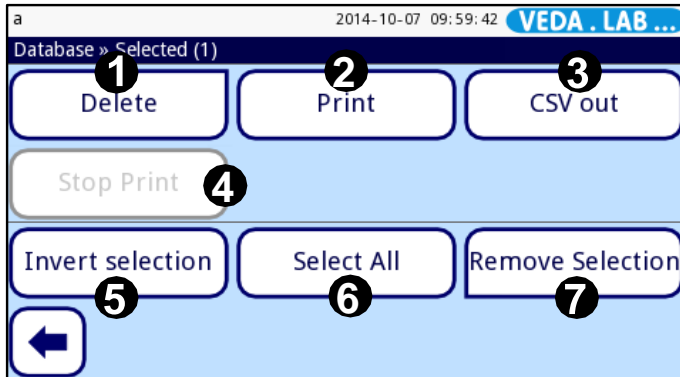 a 2014-10-07 09:59:42 VEDA.LAB ...
Database » Selected (1)
1 2 3
Delete Print CSV out
Stop Print 4
Invert selection Select All Remove Selection
5 6 7